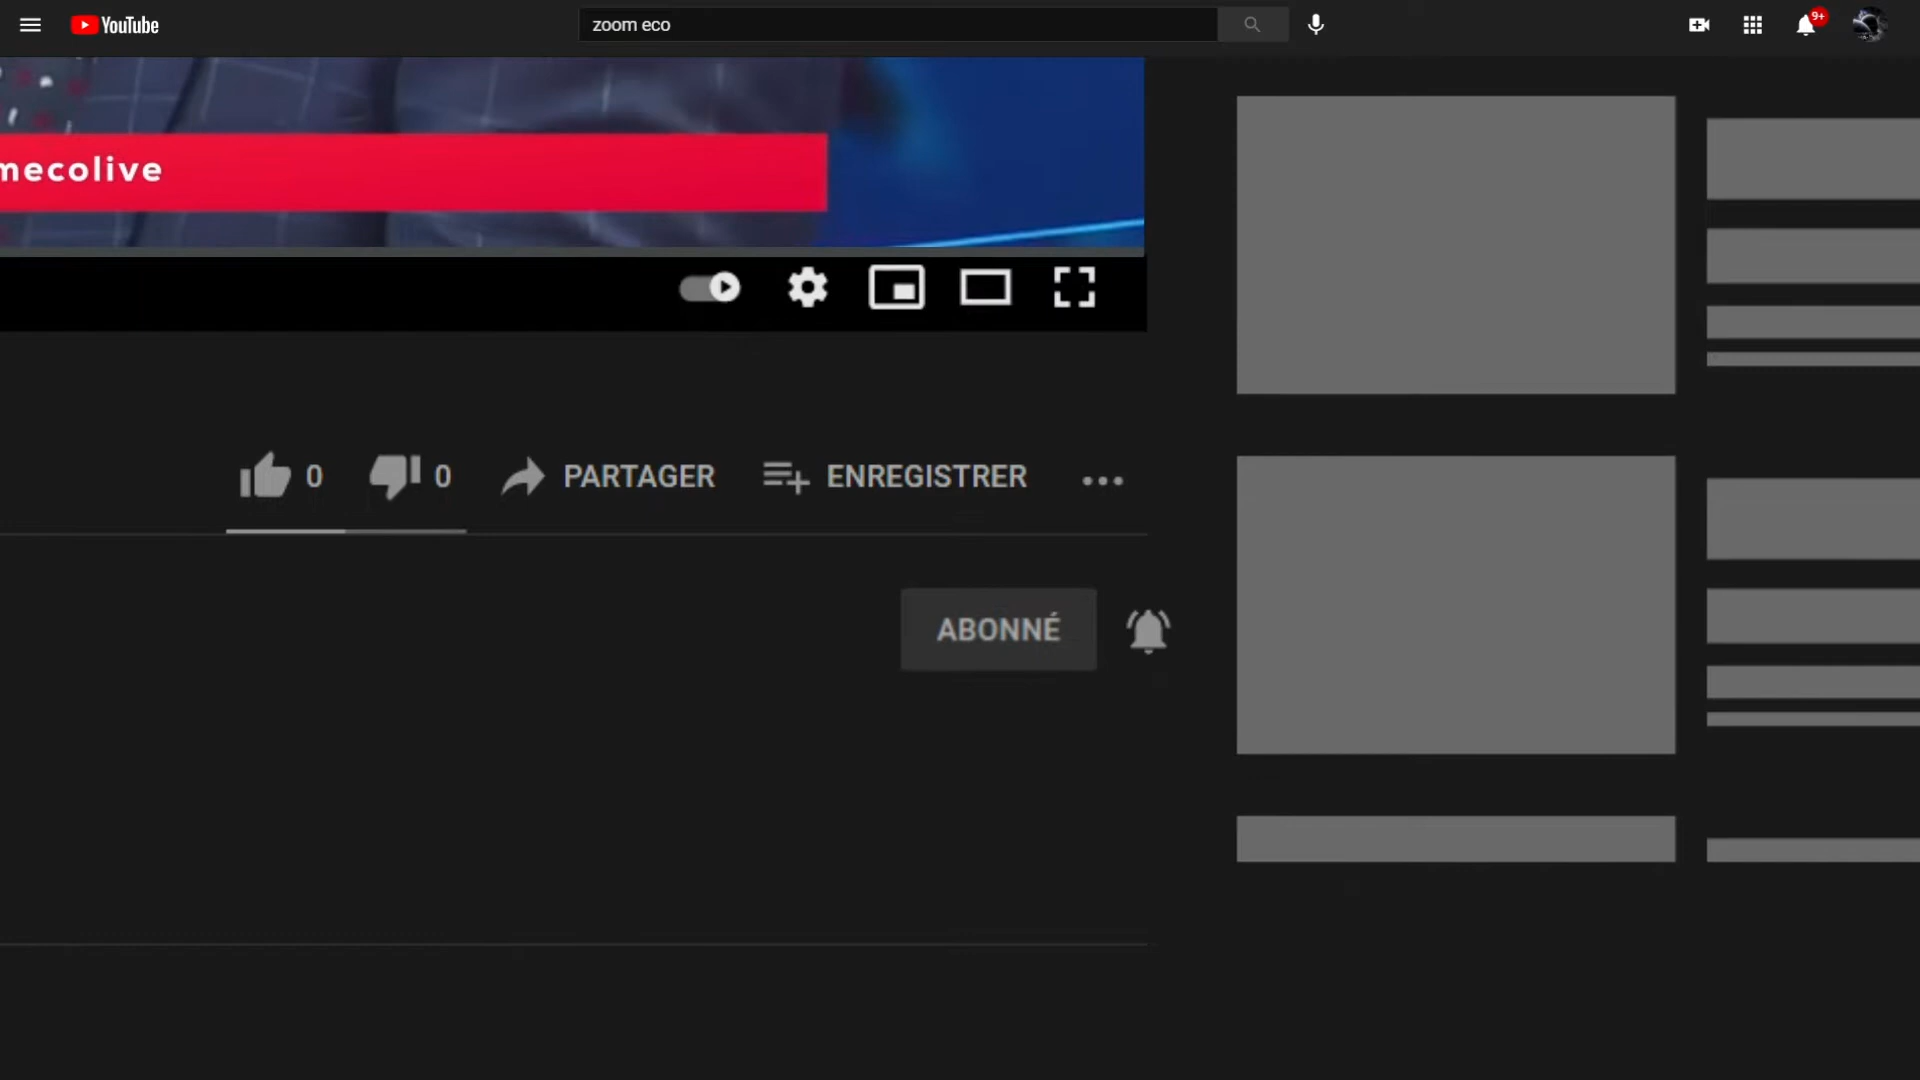 YouTube
zoom eco
9+
mecolive
0
0
PARTAGER
ENREGISTRER
ABONNÉ